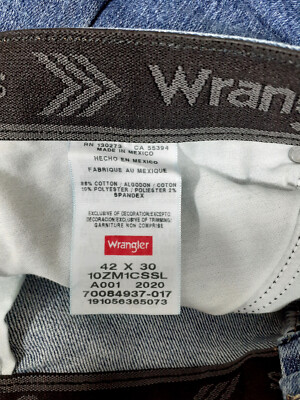 S Wran
RN 130273 CA 55394
MADE IN MEXICO
HECHO EN MEXICO
FABRIQUE AU MEXIQUE
88% COTTON / ALGODON / COTON
10% POLYESTER / POLIESTER 2%
SPANDEX
EXCLUSIVE OF DECORATION/EXCEPTO
DECORACION/EXCLUSIVE OF TRIMMING/
GARNITURE NON COMPRIS
Wrangler
42 X 30
10ZM1CSSL
A001 2020
70084937-017
191056365073